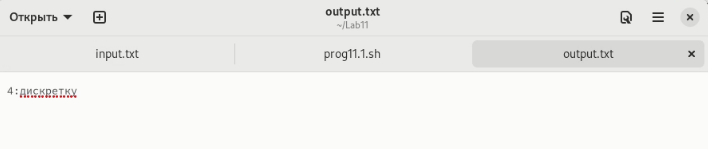 Открыть
output.txt
~/Lab11
input.txt
prog11.1.sh
output.txt
4:дискретку